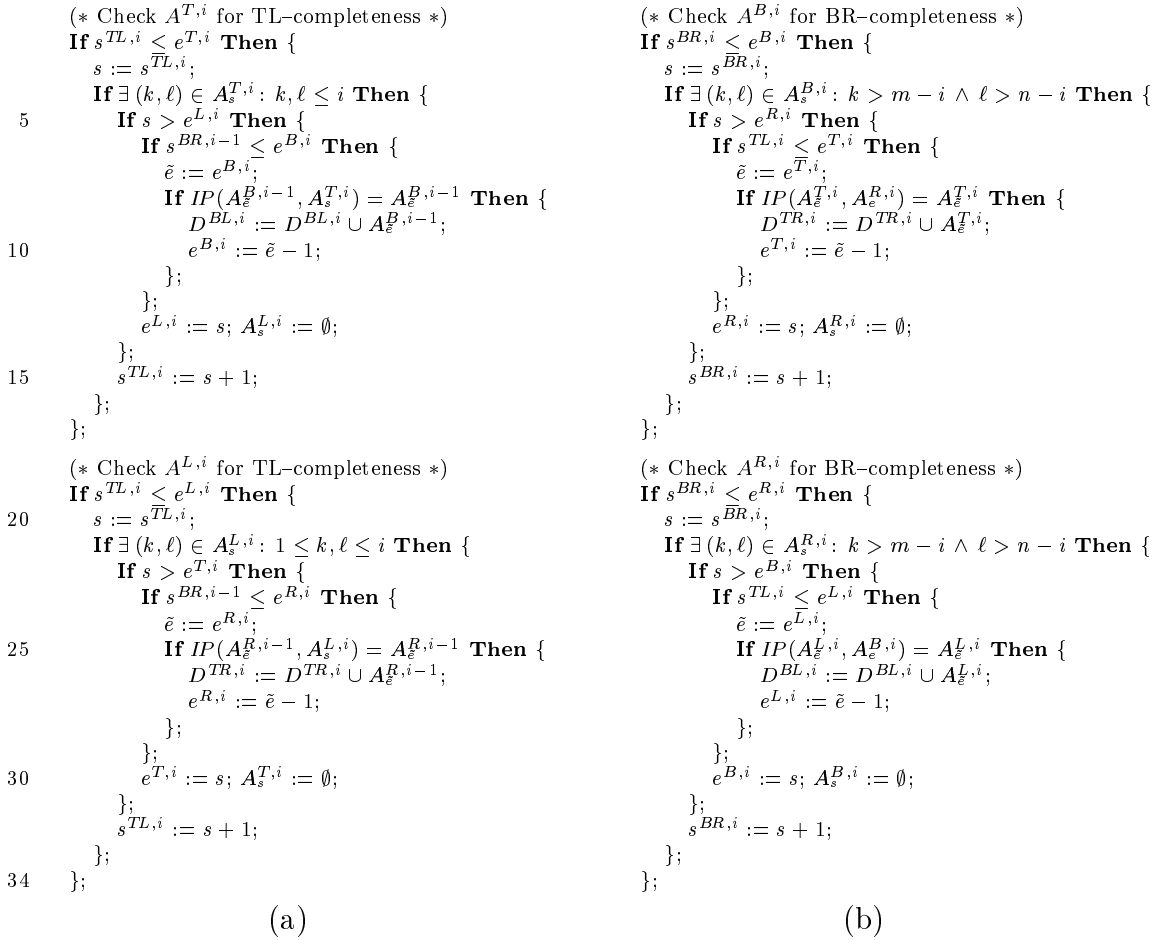 (∗ Check A^{T,i} for TL–completeness ∗)
If s^{TL,i} ≤ e^{T,i} Then {
s := s^{TL,i};
If ∃ (k,ℓ) ∈ A_s^{T,i}: k,ℓ ≤ i Then {
5 If s > e^{L,i} Then {
If s^{BR,i−1} ≤ e^{B,i} Then {
ẽ := e^{B,i};
If IP(A_ẽ^{B,i−1}, A_s^{T,i}) = A_ẽ^{B,i−1} Then {
D^{BL,i} := D^{BL,i} ∪ A_ẽ^{B,i−1};
10 e^{B,i} := ẽ − 1;
};
};
e^{L,i} := s; A_s^{L,i} := ∅;
};
15 s^{TL,i} := s + 1;
};
};
(∗ Check A^{L,i} for TL–completeness ∗)
If s^{TL,i} ≤ e^{L,i} Then {
20 s := s^{TL,i};
If ∃ (k,ℓ) ∈ A_s^{L,i}: 1 ≤ k,ℓ ≤ i Then {
If s > e^{T,i} Then {
If s^{BR,i−1} ≤ e^{R,i} Then {
ẽ := e^{R,i};
25 If IP(A_ẽ^{R,i−1}, A_s^{L,i}) = A_ẽ^{R,i−1} Then {
D^{TR,i} := D^{TR,i} ∪ A_ẽ^{R,i−1};
e^{R,i} := ẽ − 1;
};
};
30 e^{T,i} := s; A_s^{T,i} := ∅;
};
s^{TL,i} := s + 1;
};
34 };
(a)
(∗ Check A^{B,i} for BR–completeness ∗)
If s^{BR,i} ≤ e^{B,i} Then {
s := s^{BR,i};
If ∃ (k,ℓ) ∈ A_s^{B,i}: k > m − i ∧ ℓ > n − i Then {
If s > e^{R,i} Then {
If s^{TL,i} ≤ e^{T,i} Then {
ẽ := e^{T,i};
If IP(A_ẽ^{T,i}, A_e^{R,i}) = A_ẽ^{T,i} Then {
D^{TR,i} := D^{TR,i} ∪ A_ẽ^{T,i};
e^{T,i} := ẽ − 1;
};
};
e^{R,i} := s; A_s^{R,i} := ∅;
};
s^{BR,i} := s + 1;
};
};
(∗ Check A^{R,i} for BR–completeness ∗)
If s^{BR,i} ≤ e^{R,i} Then {
s := s^{BR,i};
If ∃ (k,ℓ) ∈ A_s^{R,i}: k > m − i ∧ ℓ > n − i Then {
If s > e^{B,i} Then {
If s^{TL,i} ≤ e^{L,i} Then {
ẽ := e^{L,i};
If IP(A_ẽ^{L,i}, A_e^{B,i}) = A_ẽ^{L,i} Then {
D^{BL,i} := D^{BL,i} ∪ A_ẽ^{L,i};
e^{L,i} := ẽ − 1;
};
};
e^{B,i} := s; A_s^{B,i} := ∅;
};
s^{BR,i} := s + 1;
};
};
(b)